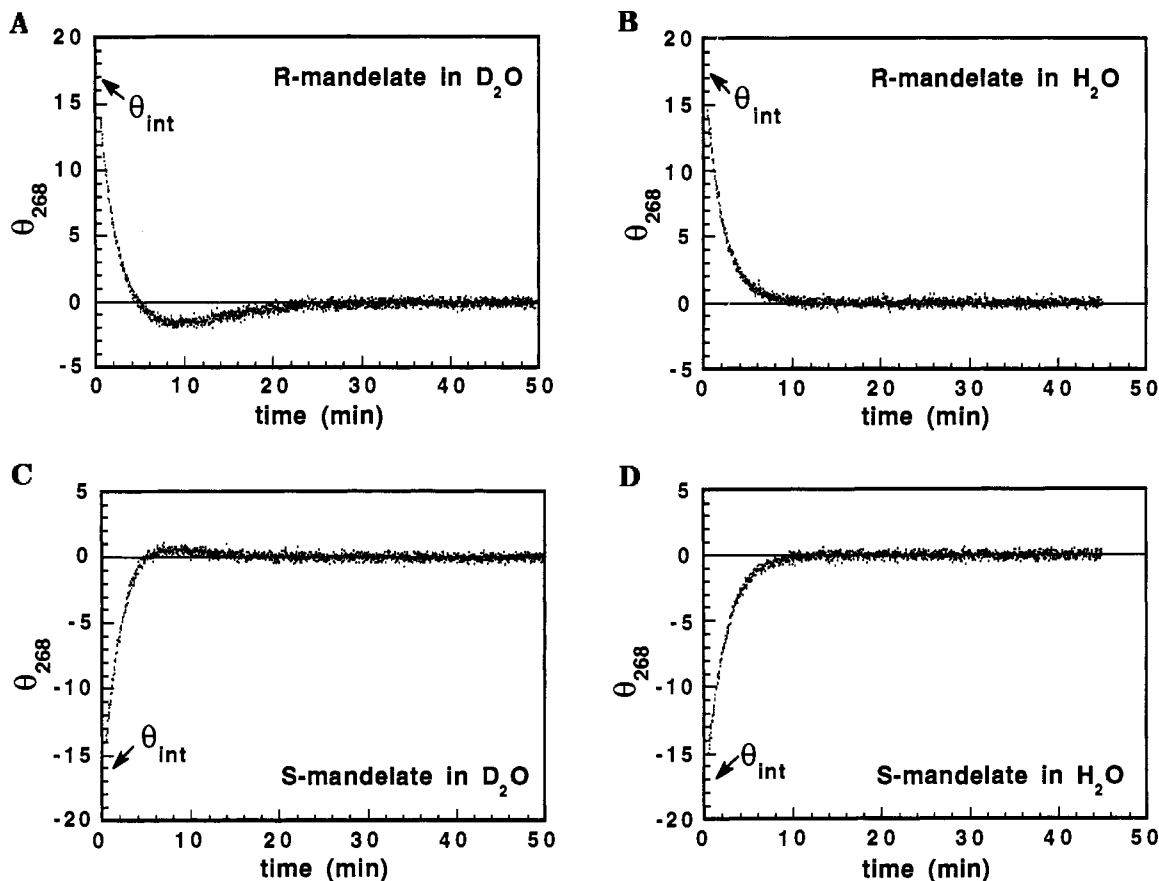 A
20
15
10
5
0
-5
θ268
R-mandelate in D2O
θint
0 10 20 30 40 50
time (min)
B
20
15
10
5
0
-5
θ268
R-mandelate in H2O
θint
0 10 20 30 40 50
time (min)
C
5
0
-5
-10
-15
-20
θ268
θint
S-mandelate in D2O
0 10 20 30 40 50
time (min)
D
5
0
-5
-10
-15
-20
θ268
θint
S-mandelate in H2O
0 10 20 30 40 50
time (min)